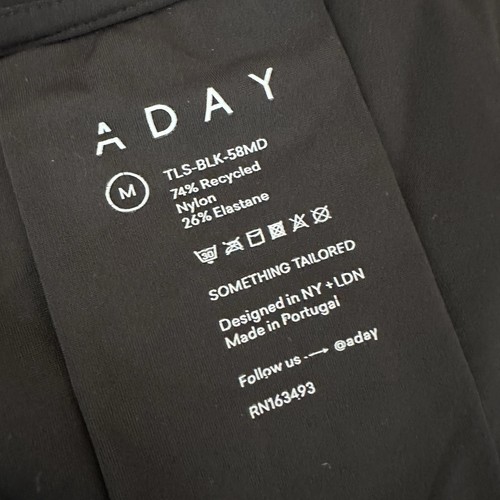 ADAY
M
TLS-BLK-58MD
74% Recycled
Nylon
26% Elastane
30
SOMETHING TAILORED
Designed in NY + LDN
Made in Portugal
Follow us → @aday
RN163493